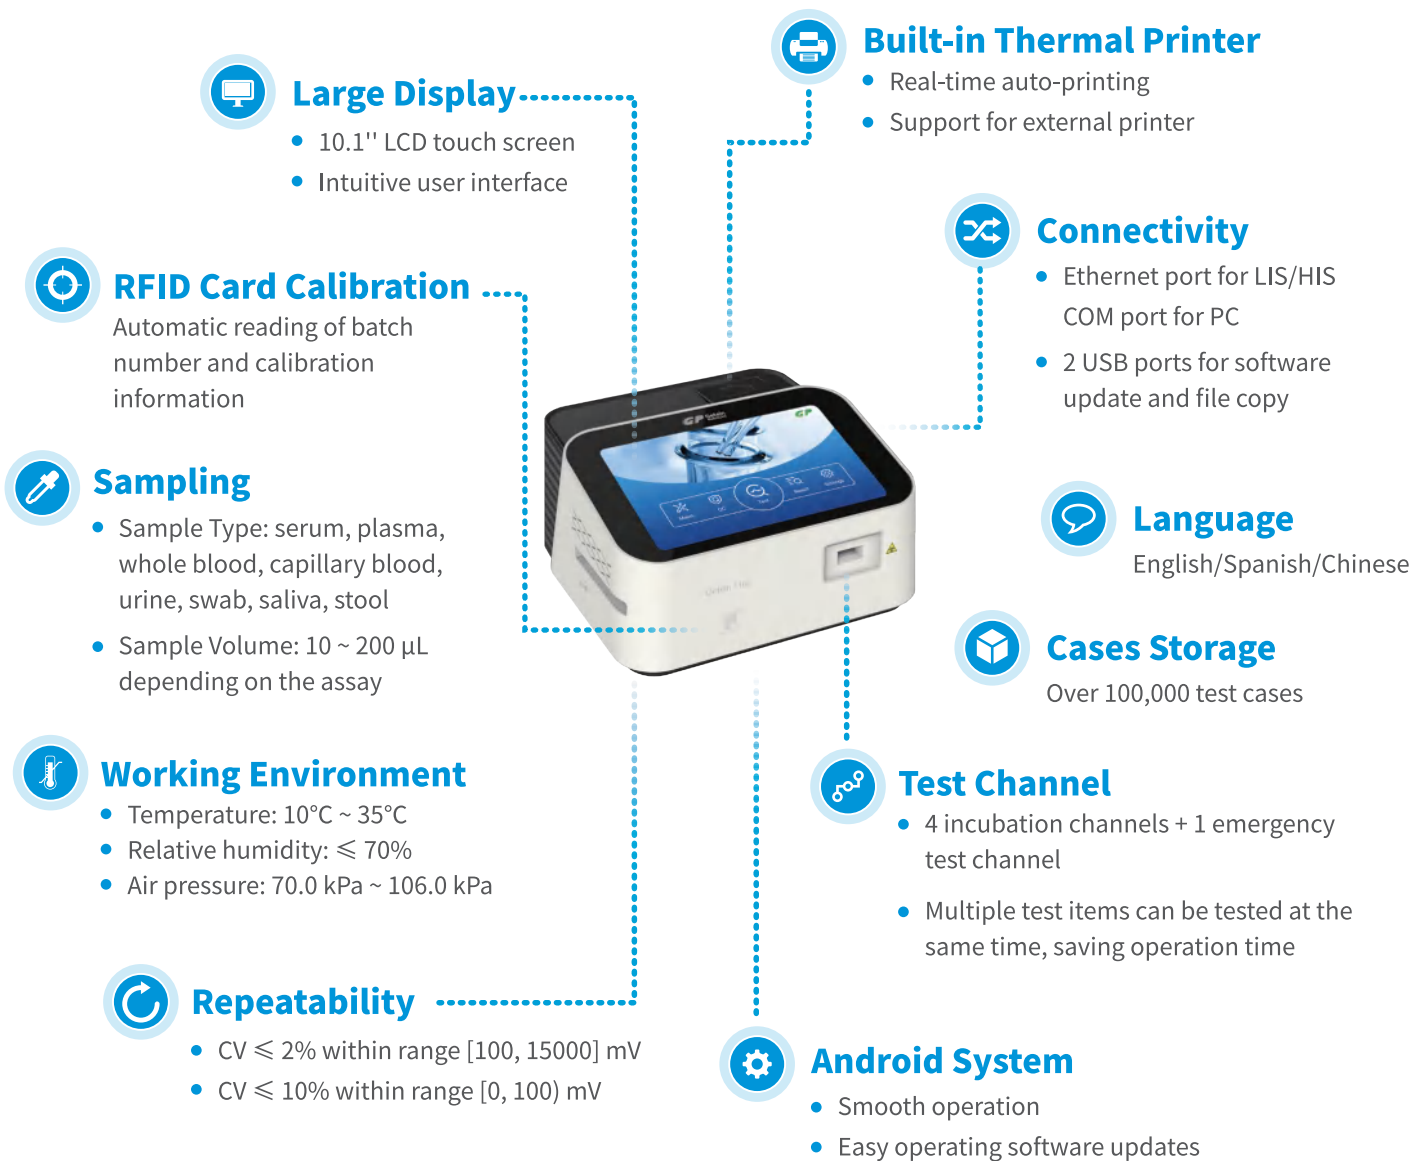 Built-in Thermal Printer
Real-time auto-printing
Support for external printer
Large Display
10.1'' LCD touch screen
Intuitive user interface
Connectivity
Ethernet port for LIS/HIS
COM port for PC
2 USB ports for software
update and file copy
RFID Card Calibration
Automatic reading of batch
number and calibration
information
GP Getein
GP
Sampling
Sample Type: serum, plasma,
whole blood, capillary blood,
urine, swab, saliva, stool
Sample Volume: 10 ~ 200 µL
depending on the assay
Language
English/Spanish/Chinese
Cases Storage
Over 100,000 test cases
Working Environment
Temperature: 10°C ~ 35°C
Relative humidity: ≤ 70%
Air pressure: 70.0 kPa ~ 106.0 kPa
Test Channel
4 incubation channels + 1 emergency
test channel
Multiple test items can be tested at the
same time, saving operation time
Repeatability
CV ≤ 2% within range [100, 15000] mV
CV ≤ 10% within range [0, 100) mV
Android System
Smooth operation
Easy operating software updates